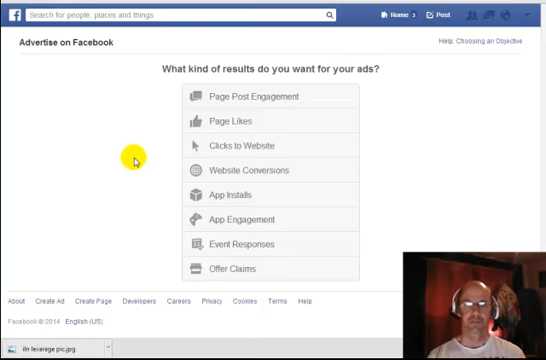 Search for people, places and things
Home 3
Post
Advertise on Facebook
Help: Choosing an Objective
What kind of results do you want for your ads?
Page Post Engagement
Page Likes
Clicks to Website
Website Conversions
App Installs
App Engagement
Event Responses
Offer Claims
About Create Ad Create Page Developers Careers Privacy Cookies Terms Help
Facebook © 2014 English (US)
iln levarage pic.jpg